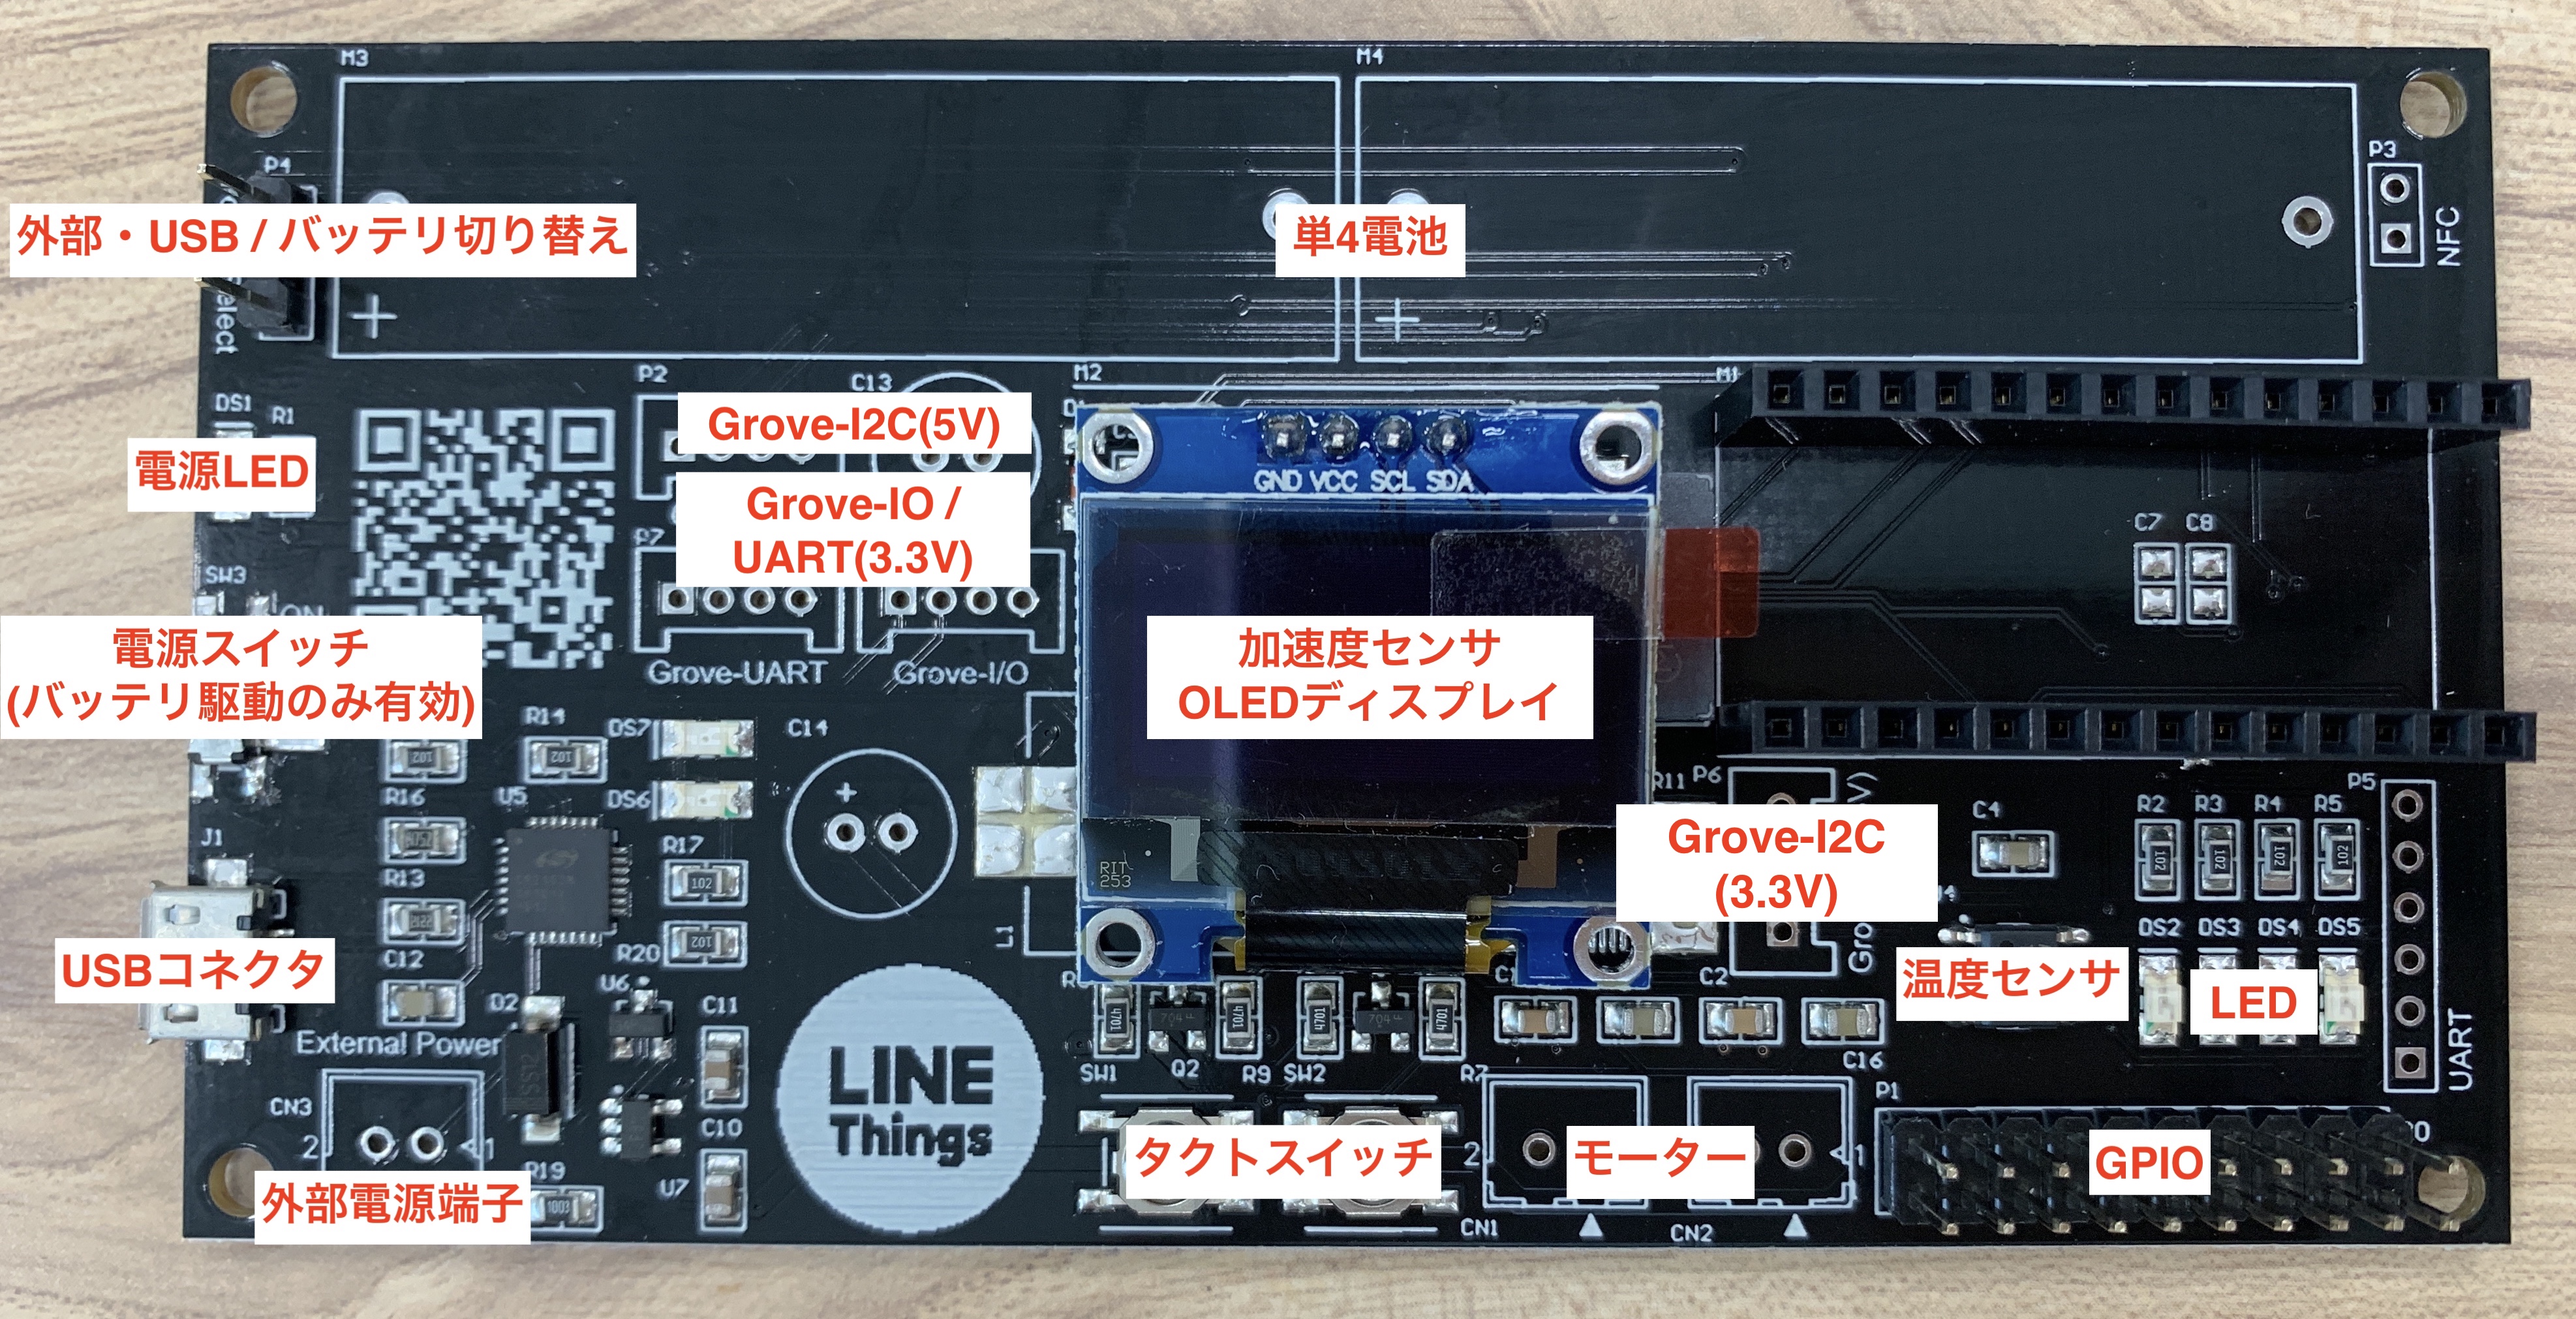 M3
M4
P4
P3
外部・USB / バッテリ切り替え
単4電池
NFC
elect
+
+
P2
C13
M2
M1
DS1
R1
Grove-I2C(5V)
電源LED
GND VCC SCL SDA
Grove-IO /
UART(3.3V)
P7
C7 C8
SW3
ON
電源スイッチ
(バッテリ駆動のみ有効)
Grove-UART
Grove-I/O
加速度センサ
OLEDディスプレイ
R14
DS7
C14
R16
U5
DS6
+
R11
P6
P5
J1
R13
R17
102
Grove-I2C
(3.3V)
C4
R2 R3 R4 R5
102 102 102 102
RIT
253
C12
R20
102
L1
DS2 DS3 DS4 DS5
USBコネクタ
温度センサ
LED
D2
U6
C11
C2
External Power
4701
704
4701
4701
704
4701
C16
UART
SW1
Q2
R9
SW2
R7
LINE
Things
CN3
2
1
C10
P1
タクトスイッチ
2
モーター
1
GPIO
外部電源端子
R19
1003
U7
CN1
CN2